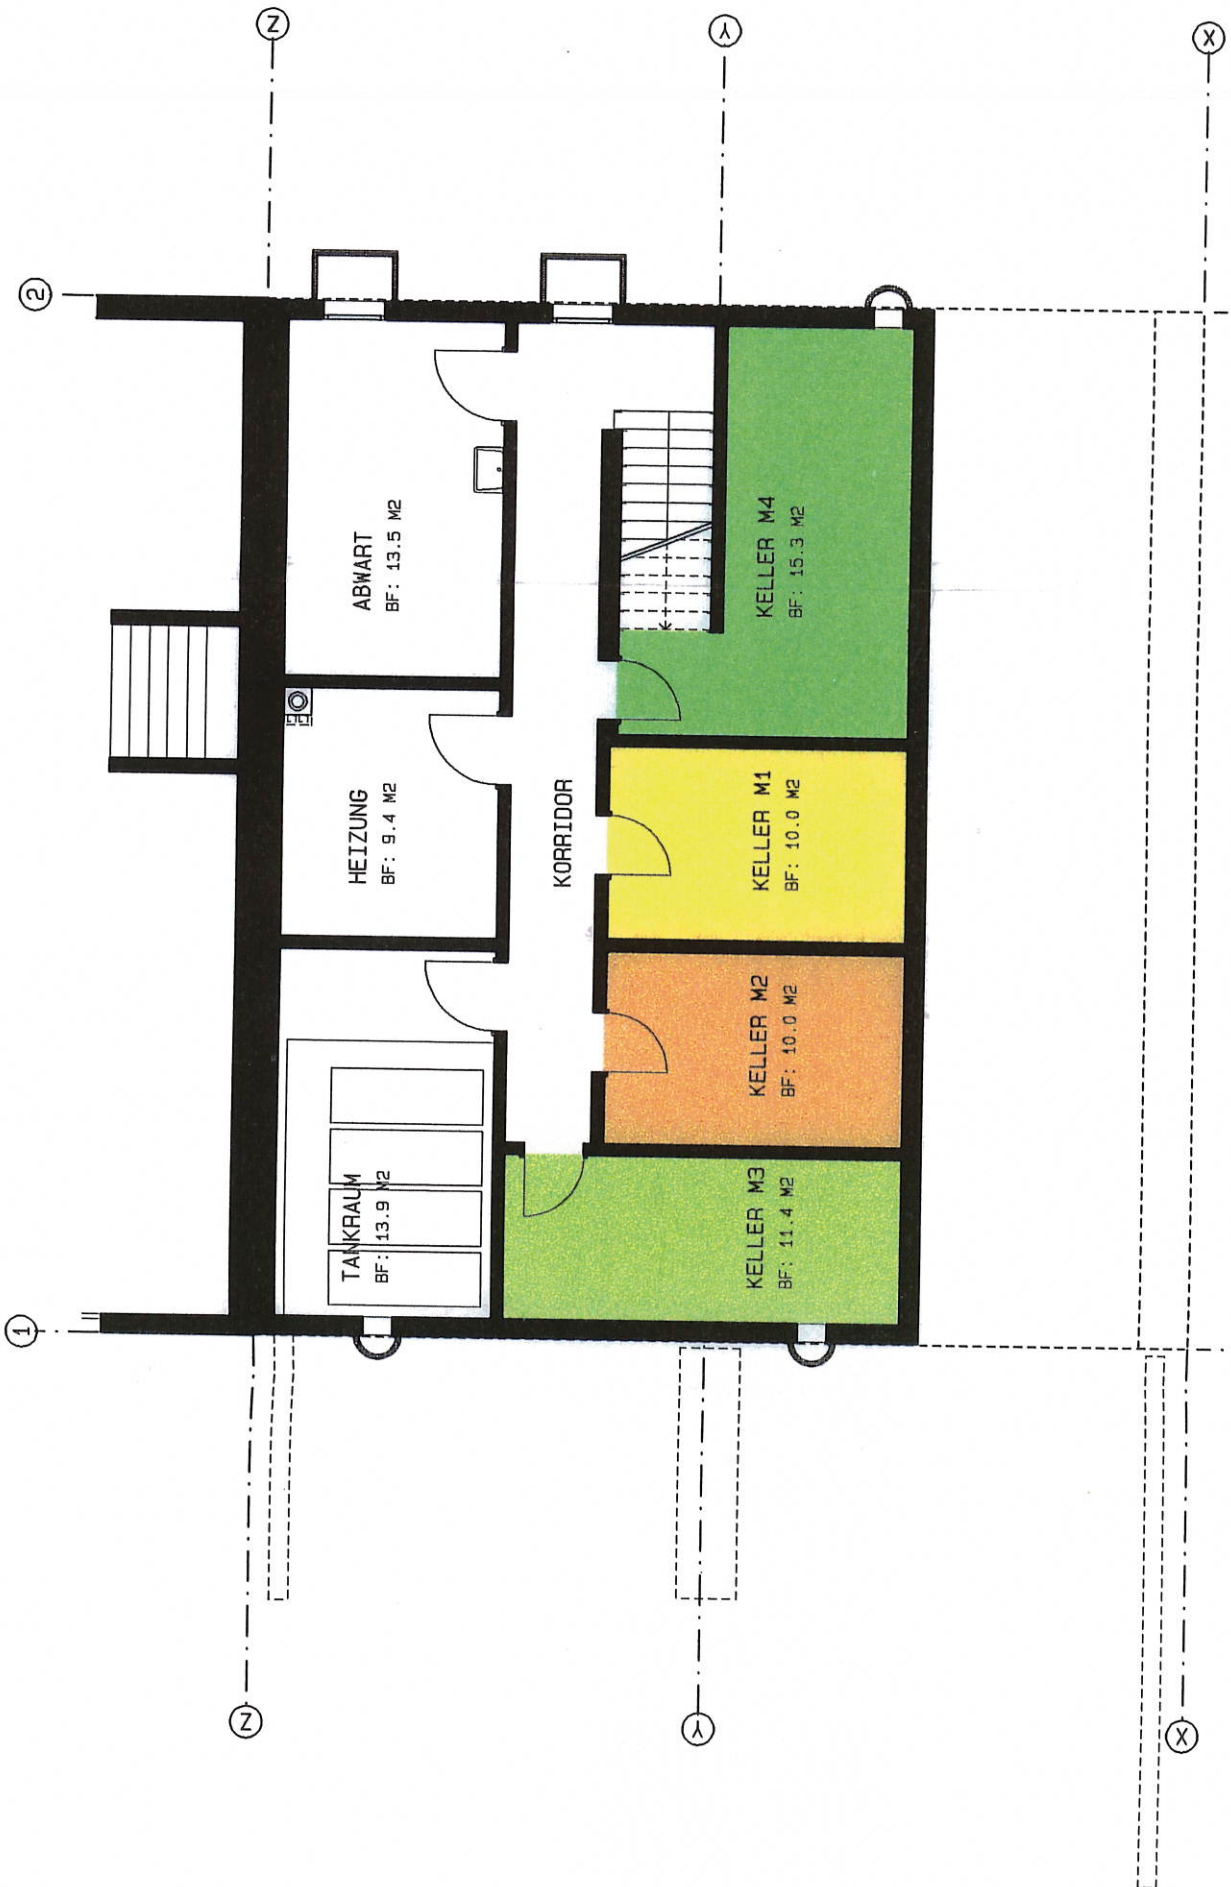 Z
Y
X
2
ABWART
BF: 13.5 M2
KELLER M4
BF: 15.3 M2
HEIZUNG
BF: 9.4 M2
KORRIDOR
KELLER M1
BF: 10.0 M2
KELLER M2
BF: 10.0 M2
TANKRAUM
BF: 13.9 M2
KELLER M3
BF: 11.4 M2
1
Z
Y
X